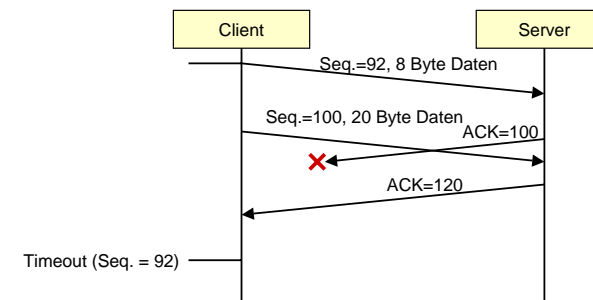 Client
Server
Seq.=92, 8 Byte Daten
Seq.=100, 20 Byte Daten
ACK=100
ACK=120
Timeout (Seq. = 92)